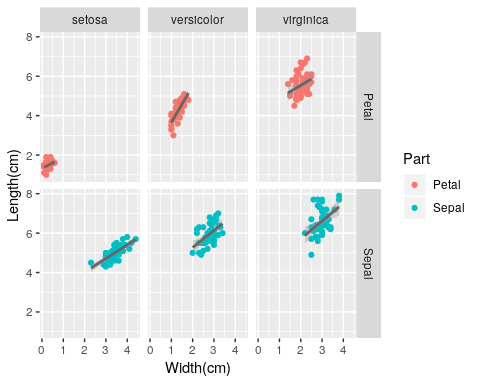 setosa versicolor virginica
8
6
4
2
Petal
8
6
4
2
Sepal
Length(cm)
0 1 2 3 4 0 1 2 3 4 0 1 2 3 4
Width(cm)
Part
Petal
Sepal